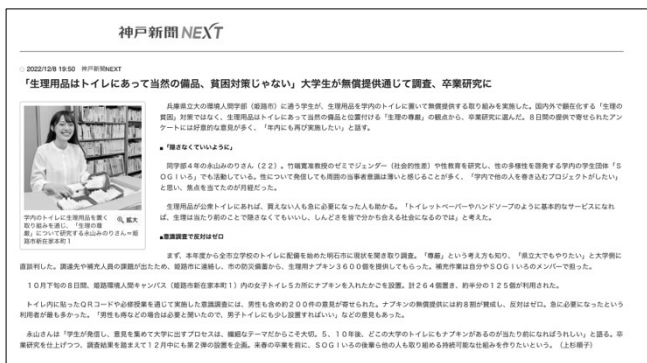 神戸新聞NEXT
2022/12/8 19:50 神戸新聞NEXT
「生理用品はトイレにあって当然の備品、貧困対策じゃない」大学生が無償提供通じて調査、卒業研究に
兵庫県立大の環境人間学部（姫路市）に通う学生が、生理用品を学内のトイレに置いて無償提供する取り組みを実施した。国内外で顕在化する「生理の
貧困」対策ではなく、生理用品はトイレにあって当然の備品と位置付ける「生理の尊厳」の観点から、卒業研究に選んだ。８日間の提供で寄せられたアン
ケートには好意的な意見が多く、「年内にも再び実施したい」と話す。
■「隠さなくていいように」
同学部４年の永山みのりさん（２２）。竹端寛准教授のゼミでジェンダー（社会的性差）や性教育を研究し、性の多様性を啓発する学内の学生団体「Ｓ
ＯＧＩいろ」でも活動している。性について発信しても周囲の当事者意識は薄いと感じることが多く、「学内で他の人を巻き込むプロジェクトがしたい」
と思い、焦点を当てたのが月経だった。
生理用品が公衆トイレにあれば、買えない人も急に必要になった人も助かる。「トイレットペーパーやハンドソープのように基本的なサービスになれ
ば、生理は当たり前のことで隠さなくてもいいし、しんどさを皆で分かち合える社会になるのでは」と考えた。
■意識調査で反対はゼロ
まず、本年度から全市立学校のトイレに配備を始めた明石市に現状を聞き取り調査。「尊厳」という考え方も知り、「県立大でもやりたい」と大学側に
直談判した。調達先や補充人員の課題が出たため、姫路市に連絡し、市の防災備蓄から、生理用ナプキン３６００個を提供してもらった。補充作業は自分やＳＯＧＩいろのメンバーで担った。
１０月下旬の８日間、環境人間キャンパス（姫路市新在家本町１）内の女子トイレ５カ所にナプキンを入れたかごを設置。計２６４個置き、約半分の１２５個が利用された。
トイレ内に貼ったＱＲコードや必修授業を通じて実施した意識調査には、男性も含め約２００件の意見が寄せられた。ナプキンの無償提供には約８割が賛成し、反対はゼロ。急に必要になったという
利用者が最も多かった。「男性も痔などの場合は必要と聞いたので、男子トイレにも少し設置すればいい」などの意見もあった。
永山さんは「学生が発信し、意見を集めて大学に出すプロセスは、繊細なテーマだからこそ大切。５、１０年後、どこの大学のトイレにもナプキンがあるのが当たり前になればうれしい」と語る。卒
業研究を仕上げつつ、調査結果を踏まえて１２月中にも第２弾の設置を企画。来春の卒業を前に、ＳＯＧＩいろの後輩ら他の人も取り組める持続可能な仕組みを作りたいという。（上杉順子）
学内のトイレに生理用品を置く
取り組みを通じ、「生理の尊
厳」について研究する永山みのりさん＝姫
路市新在家本町１
拡大